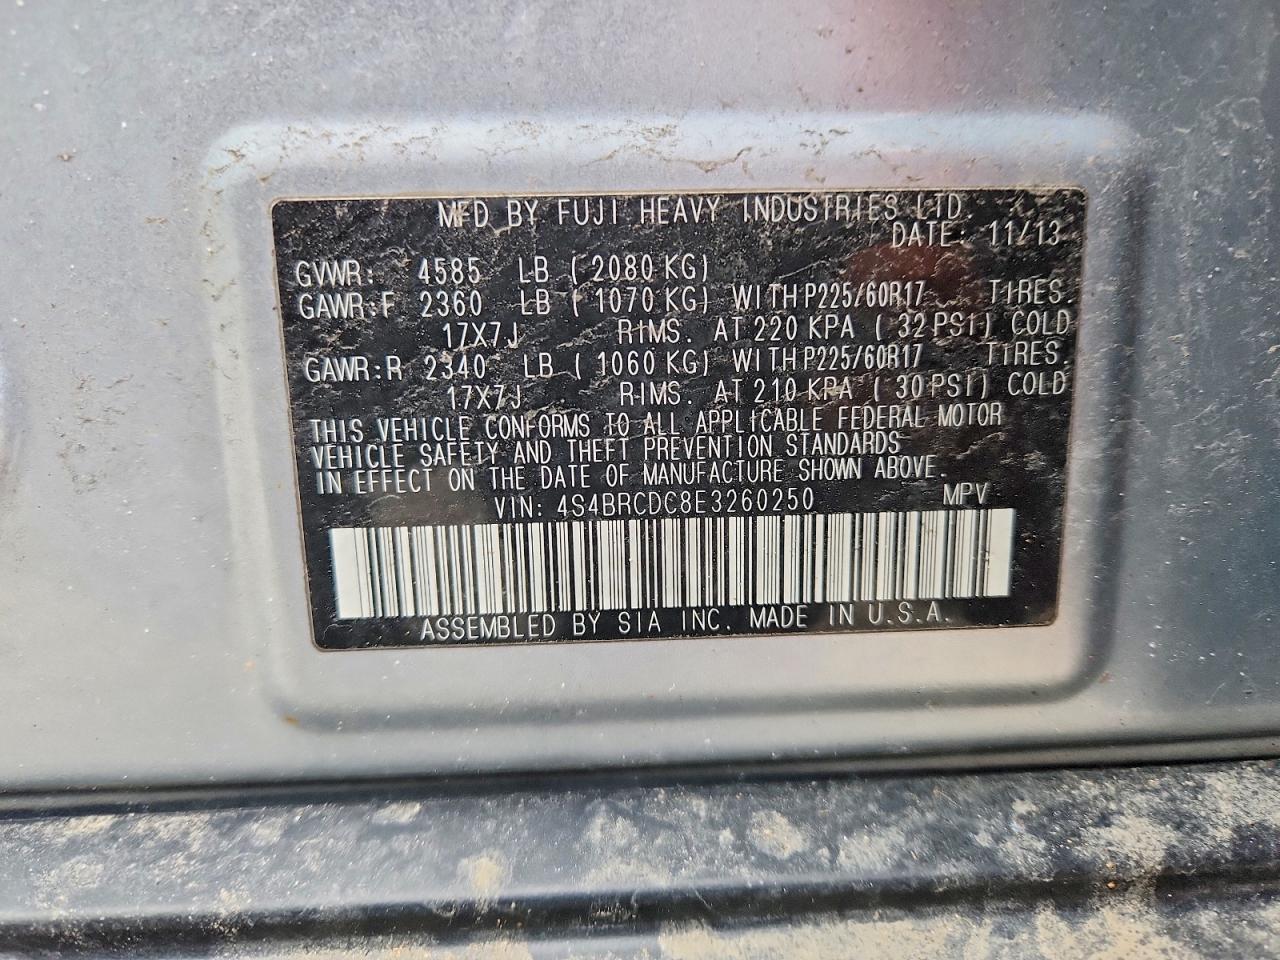 MFD BY FUJI HEAVY INDUSTRIES LTD.
DATE: 11/13
GVWR: 4585 LB ( 2080 KG)
GAWR:F 2360 LB ( 1070 KG) WITH P225/60R17 TIRES.
17X7J RIMS. AT 220 KPA ( 32 PSI) COLD
GAWR:R 2340 LB ( 1060 KG) WITH P225/60R17 TIRES.
17X7J RIMS. AT 210 KPA ( 30 PSI) COLD
THIS VEHICLE CONFORMS TO ALL APPLICABLE FEDERAL MOTOR
VEHICLE SAFETY AND THEFT PREVENTION STANDARDS
IN EFFECT ON THE DATE OF MANUFACTURE SHOWN ABOVE.
VIN: 4S4BRCDC8E3260250 MPV
ASSEMBLED BY SIA INC. MADE IN U.S.A.